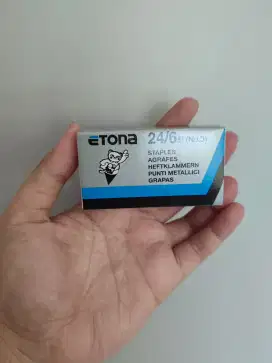 ETONA
24/6
STAPLES
AGRAFES
HEFTKLAMMERN
PUNTI METALLICI
GRAPAS